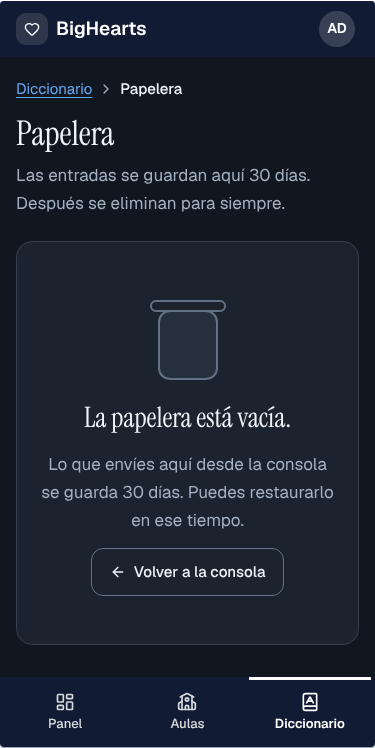 BigHearts
AD
Diccionario > Papelera
Papelera
Las entradas se guardan aquí 30 días.
Después se eliminan para siempre.
La papelera está vacía.
Lo que envíes aquí desde la consola
se guarda 30 días. Puedes restaurarlo
en ese tiempo.
← Volver a la consola
Panel
Aulas
Diccionario